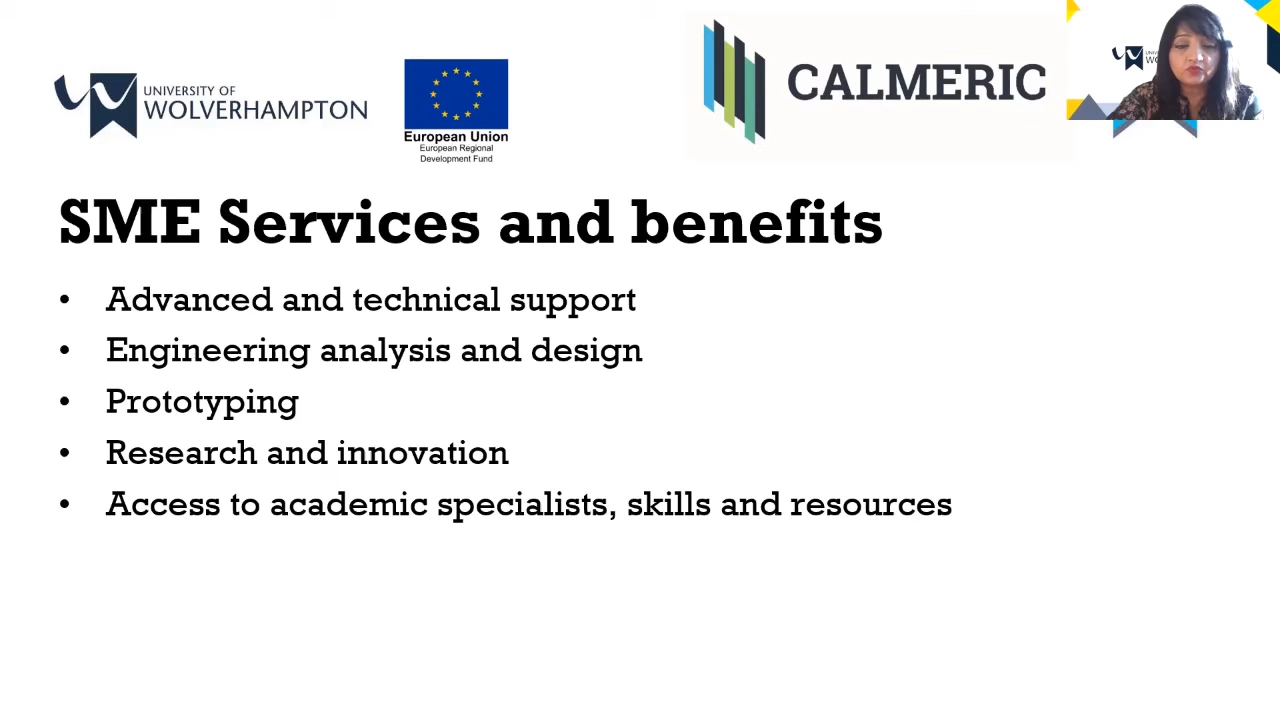 UNIVERSITY OF
WOLVERHAMPTON
European Union
European Regional
Development Fund
CALMERIC
SME Services and benefits
• Advanced and technical support
• Engineering analysis and design
• Prototyping
• Research and innovation
• Access to academic specialists, skills and resources